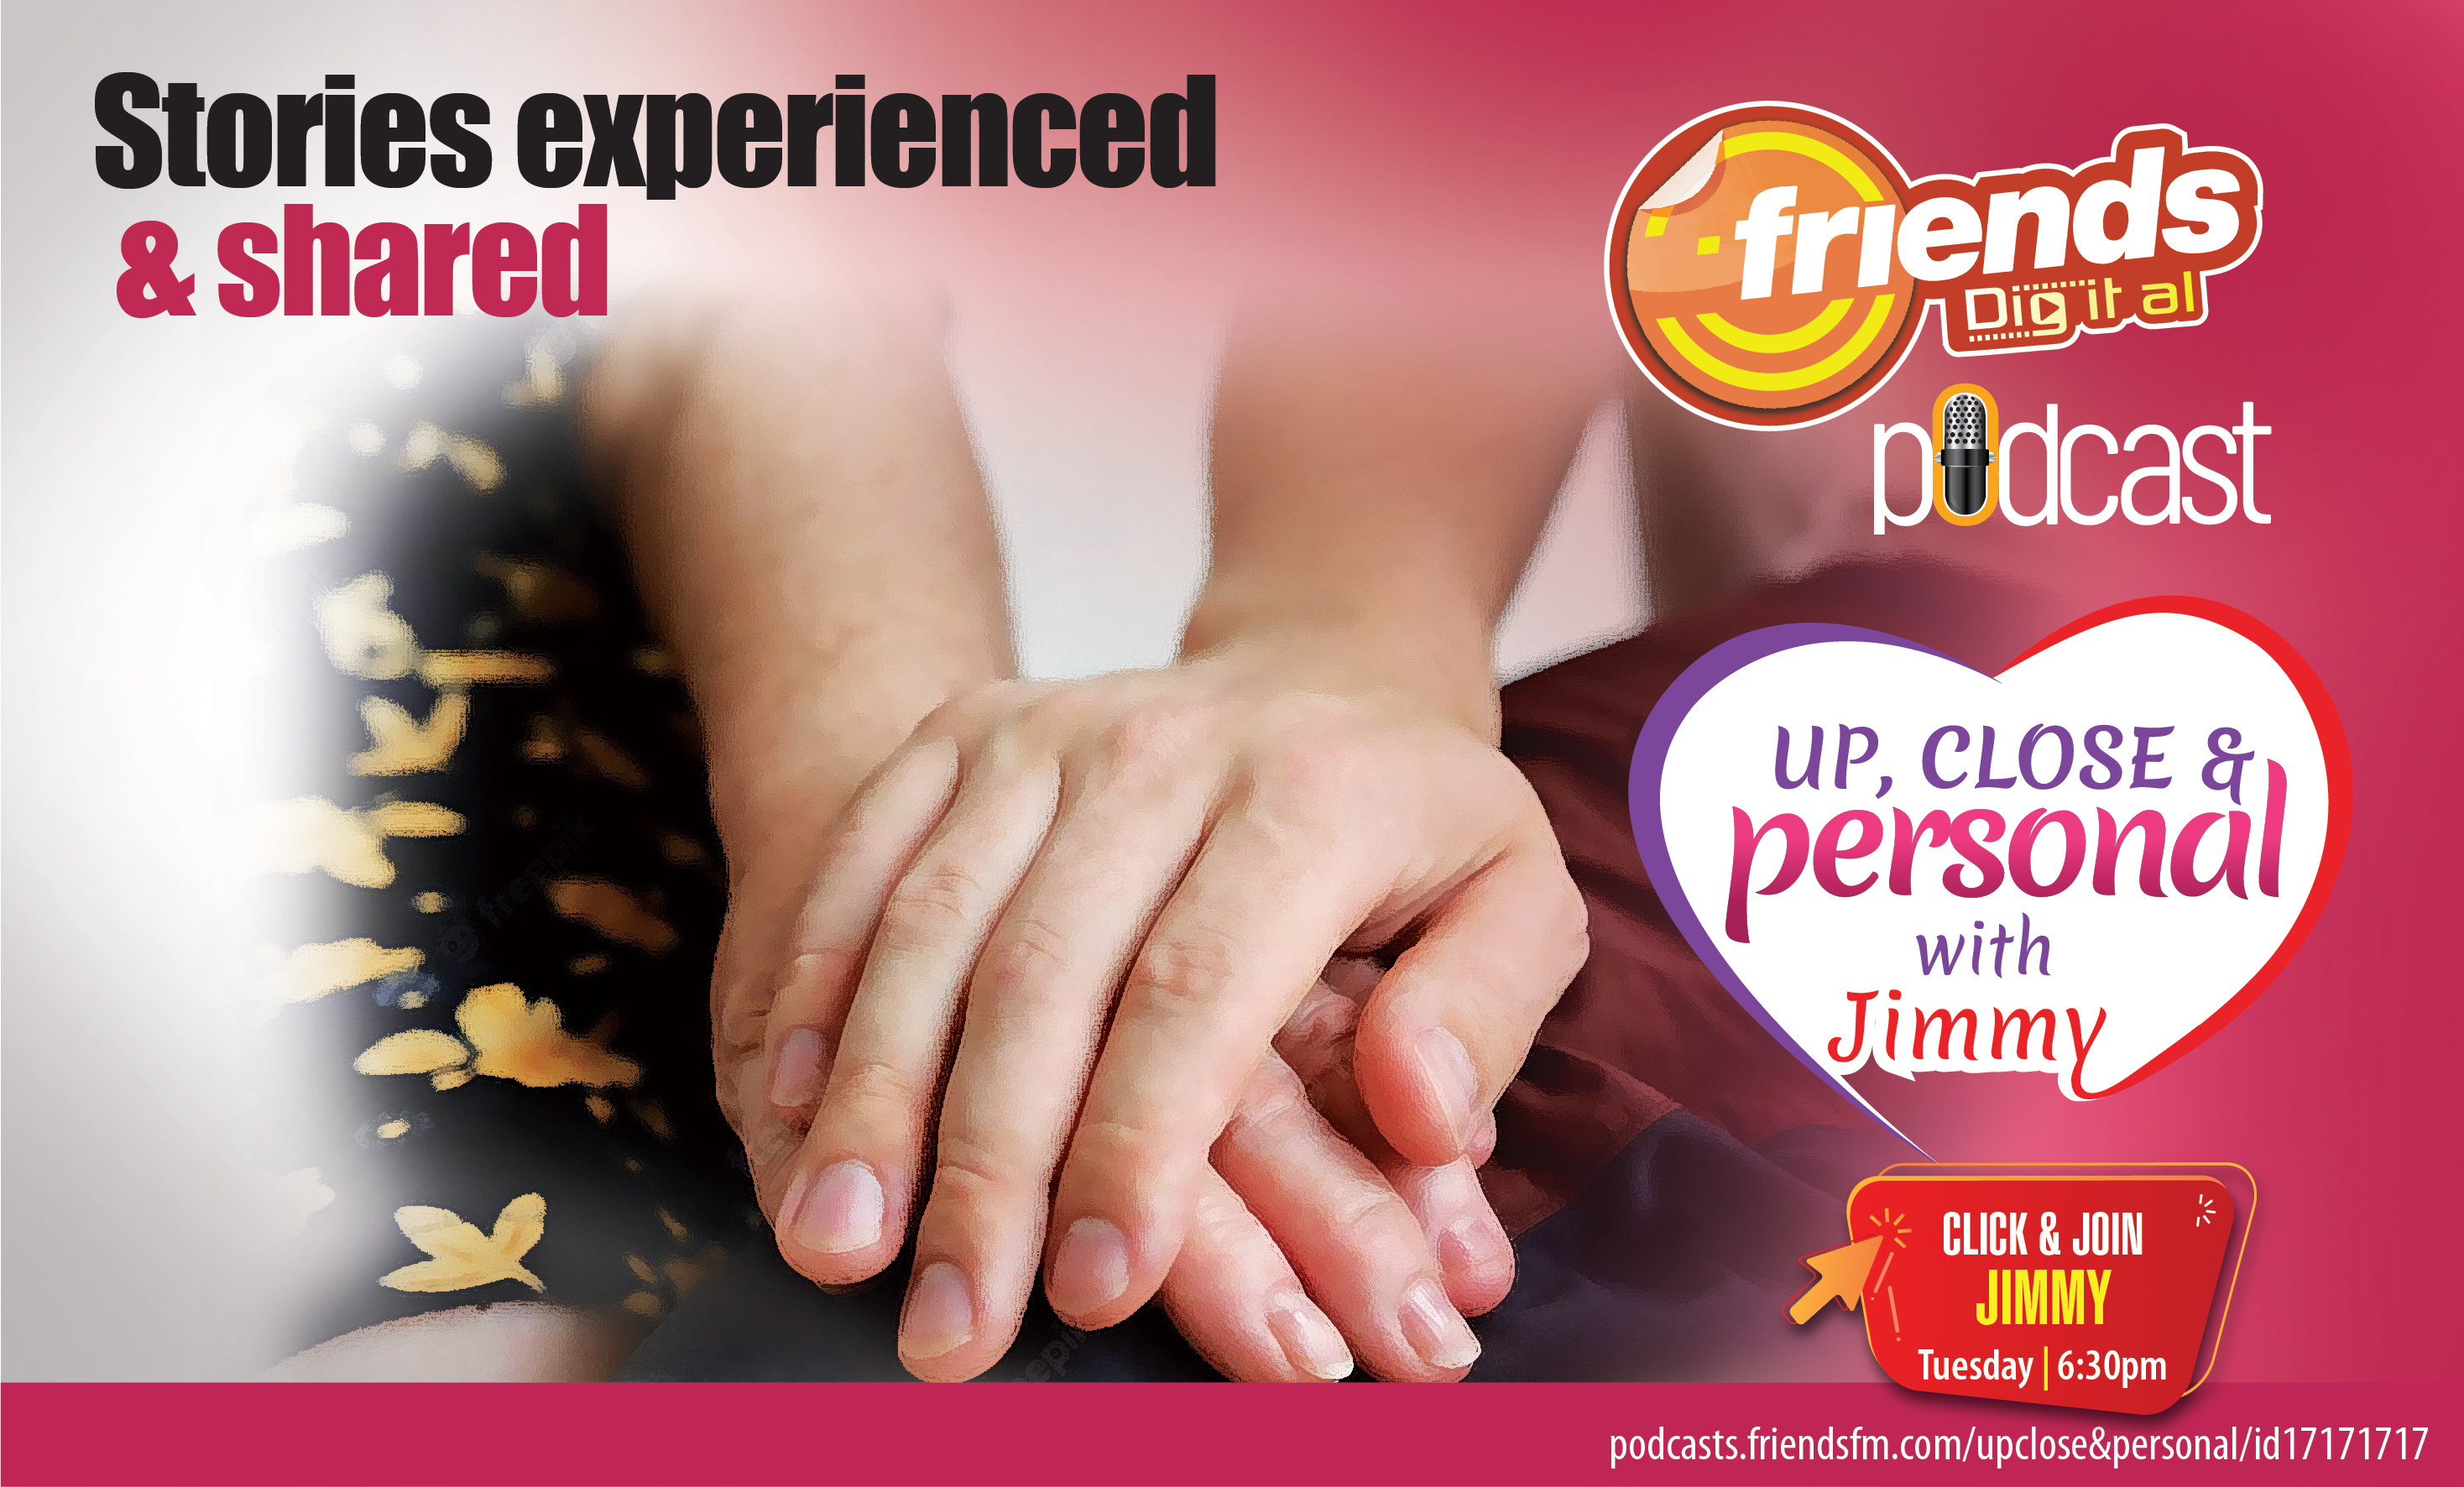 Stories experienced
& shared
friends
Digital
podcast
UP, CLOSE &
personal
with
Jimmy
CLICK & JOIN
JIMMY
Tuesday | 6:30pm
podcasts.friendsfm.com/upclose&personal/id17171717
freepik